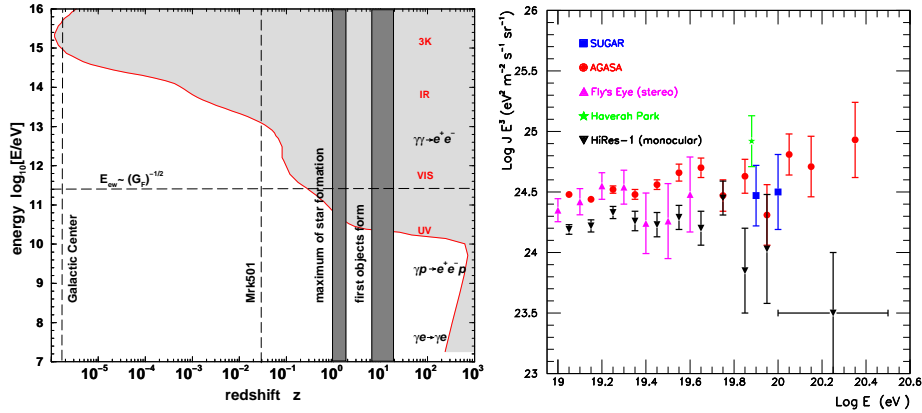 16
15
14
13
12
11
10
9
8
7
energy log₁₀[E/eV]
3K
IR
γγ→e⁺e⁻
VIS
E_ew ~ (G_F)^{-1/2}
UV
γp→e⁺e⁻p
γe→γe
Galactic Center
Mrk501
maximum of star formation
first objects form
10⁻⁵ 10⁻⁴ 10⁻³ 10⁻² 10⁻¹ 10⁰ 10¹ 10² 10³
redshift z
Log J E³ (eV² m⁻² s⁻¹ sr⁻¹)
26
25.5
25
24.5
24
23.5
23
SUGAR
AGASA
Fly's Eye (stereo)
Haverah Park
HiRes-1 (monocular)
19 19.2 19.4 19.6 19.8 20 20.2 20.4 20.6
Log E (eV)